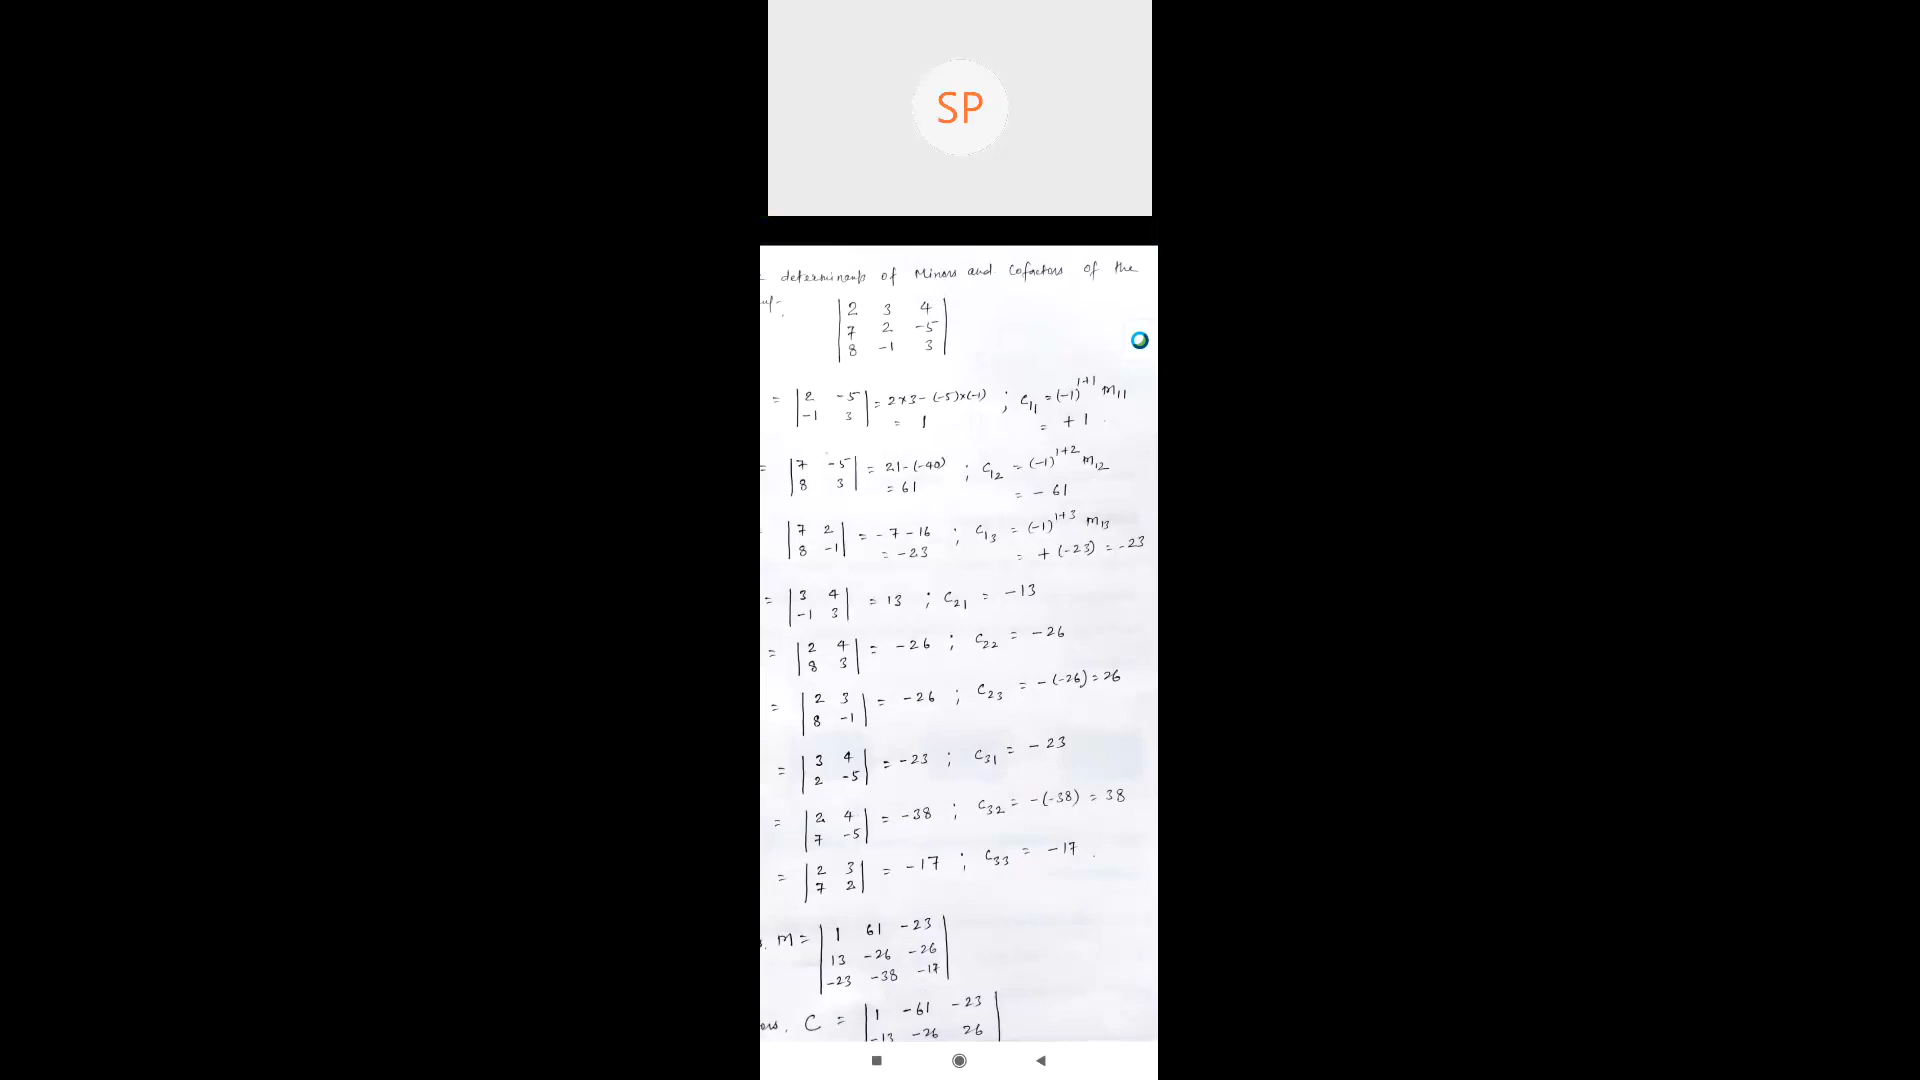 SP
determinants of Minors and Cofactors of the
| 2 3 4 |
| 7 2 -5 |
| 8 -1 3 |
= | 2 -5 | = 2×3 - (-5)×(-1) ; C11 = (-1)^1+1 M11
| -1 3 | = 1 = +1
= | 7 -5 | = 21-(-40) ; C12 = (-1)^1+2 M12
| 8 3 | = 61 = - 61
| 7 2 | = -7-16 ; C13 = (-1)^1+3 M13
| 8 -1 | = -23 = +(-23) = -23
= | 3 4 | = 13 ; C21 = -13
| -1 3 |
= | 2 4 | = -26 ; C22 = -26
| 8 3 |
= | 2 3 | = -26 ; C23 = -(-26) = 26
| 8 -1 |
= | 3 4 | = -23 ; C31 = -23
| 2 -5 |
= | 2 4 | = -38 ; C32 = -(-38) = 38
| 7 -5 |
= | 2 3 | = -17 ; C33 = -17 .
| 7 2 |
M = | 1 61 -23 |
| 13 -26 -26 |
| -23 -38 -17 |
C = | 1 -61 -23 |
| -13 -26 26 |